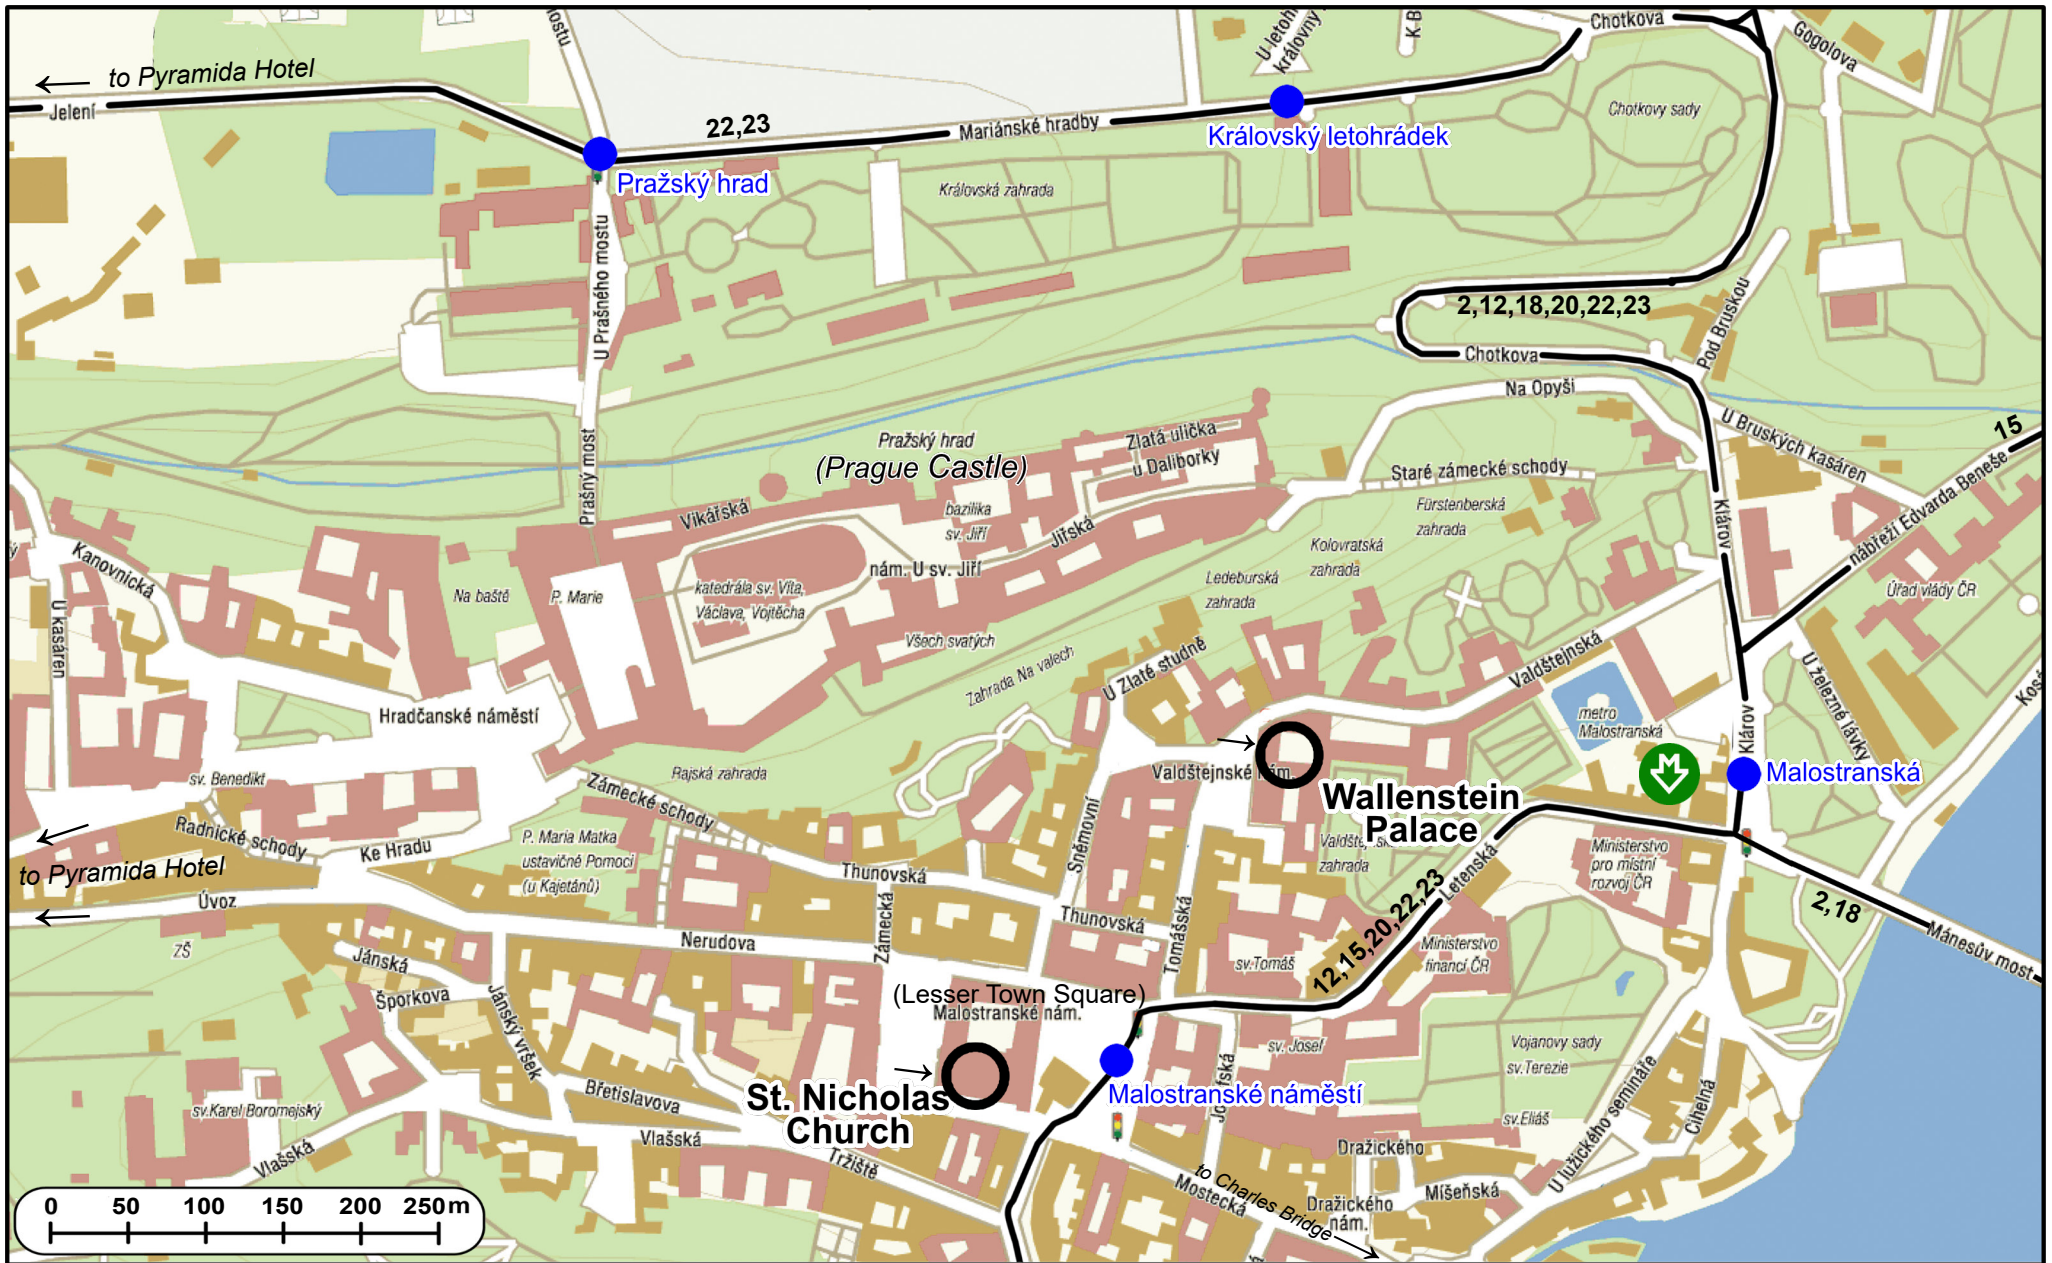 ostu
U letohr
královny
K-B
Chotkova
Gogolova
to Pyramida Hotel
Jelení
22,23
Mariánské hradby
Chotkovy sady
Královský letohrádek
Pražský hrad
Královská zahrada
U Prašného mostu
2,12,18,20,22,23
Pod Bruskou
Chotkova
Na Opyši
U Bruských kasáren
15
Pražský hrad
(Prague Castle)
Zlatá ulička
u Daliborky
Staré zámecké schody
Prašný most
Vikářská
bazilika
sv. Jiří
Jiřská
Fürstenberská
zahrada
Klárov
nábřeží Edvarda Beneše
Kanovnická
ý
U kasáren
Na baště
P. Marie
katedrála sv. Víta,
Václava, Vojtěcha
nám. U sv. Jiří
Kolovratská
zahrada
Ledeburská
zahrada
Úřad vlády ČR
Všech svatých
Zahrada Na valech
U Zlaté studně
Valdštejnská
U železné lávky
Kosá
Hradčanské náměstí
metro
Malostranská
Klárov
sv. Benedikt
Rajská zahrada
Valdštejnské nám.
Malostranská
Wallenstein
Palace
Zámecké schody
Radnické schody
Ke Hradu
P. Maria Matka
ustavičné Pomoci
(u Kajetánů)
Sněmovní
zahrada
Letenská
Ministerstvo
pro místní
rozvoj ČR
to Pyramida Hotel
Úvoz
Thunovská
Thunovská
Zámecká
Tomášská
12,15,20,22,23
2,18
Mánesův most
ZŠ
Nerudova
Jánská
Šporkova
Jánský vršek
sv.Tomáš
Ministerstvo
financí ČR
(Lesser Town Square)
Malostranské nám.
sv. Josef
Vojanovy sady
sv.Terezie
sv.Eliáš
St. Nicholas
Church
Malostranské náměstí
sv.Karel Boromejský
Břetislavova
Vlašská
Vlašská
Tržiště
Dražického
U lužického semináře
Cihelná
Míšeňská
Dražického
nám.
Mostecká
to Charles Bridge
0 50 100 150 200 250m